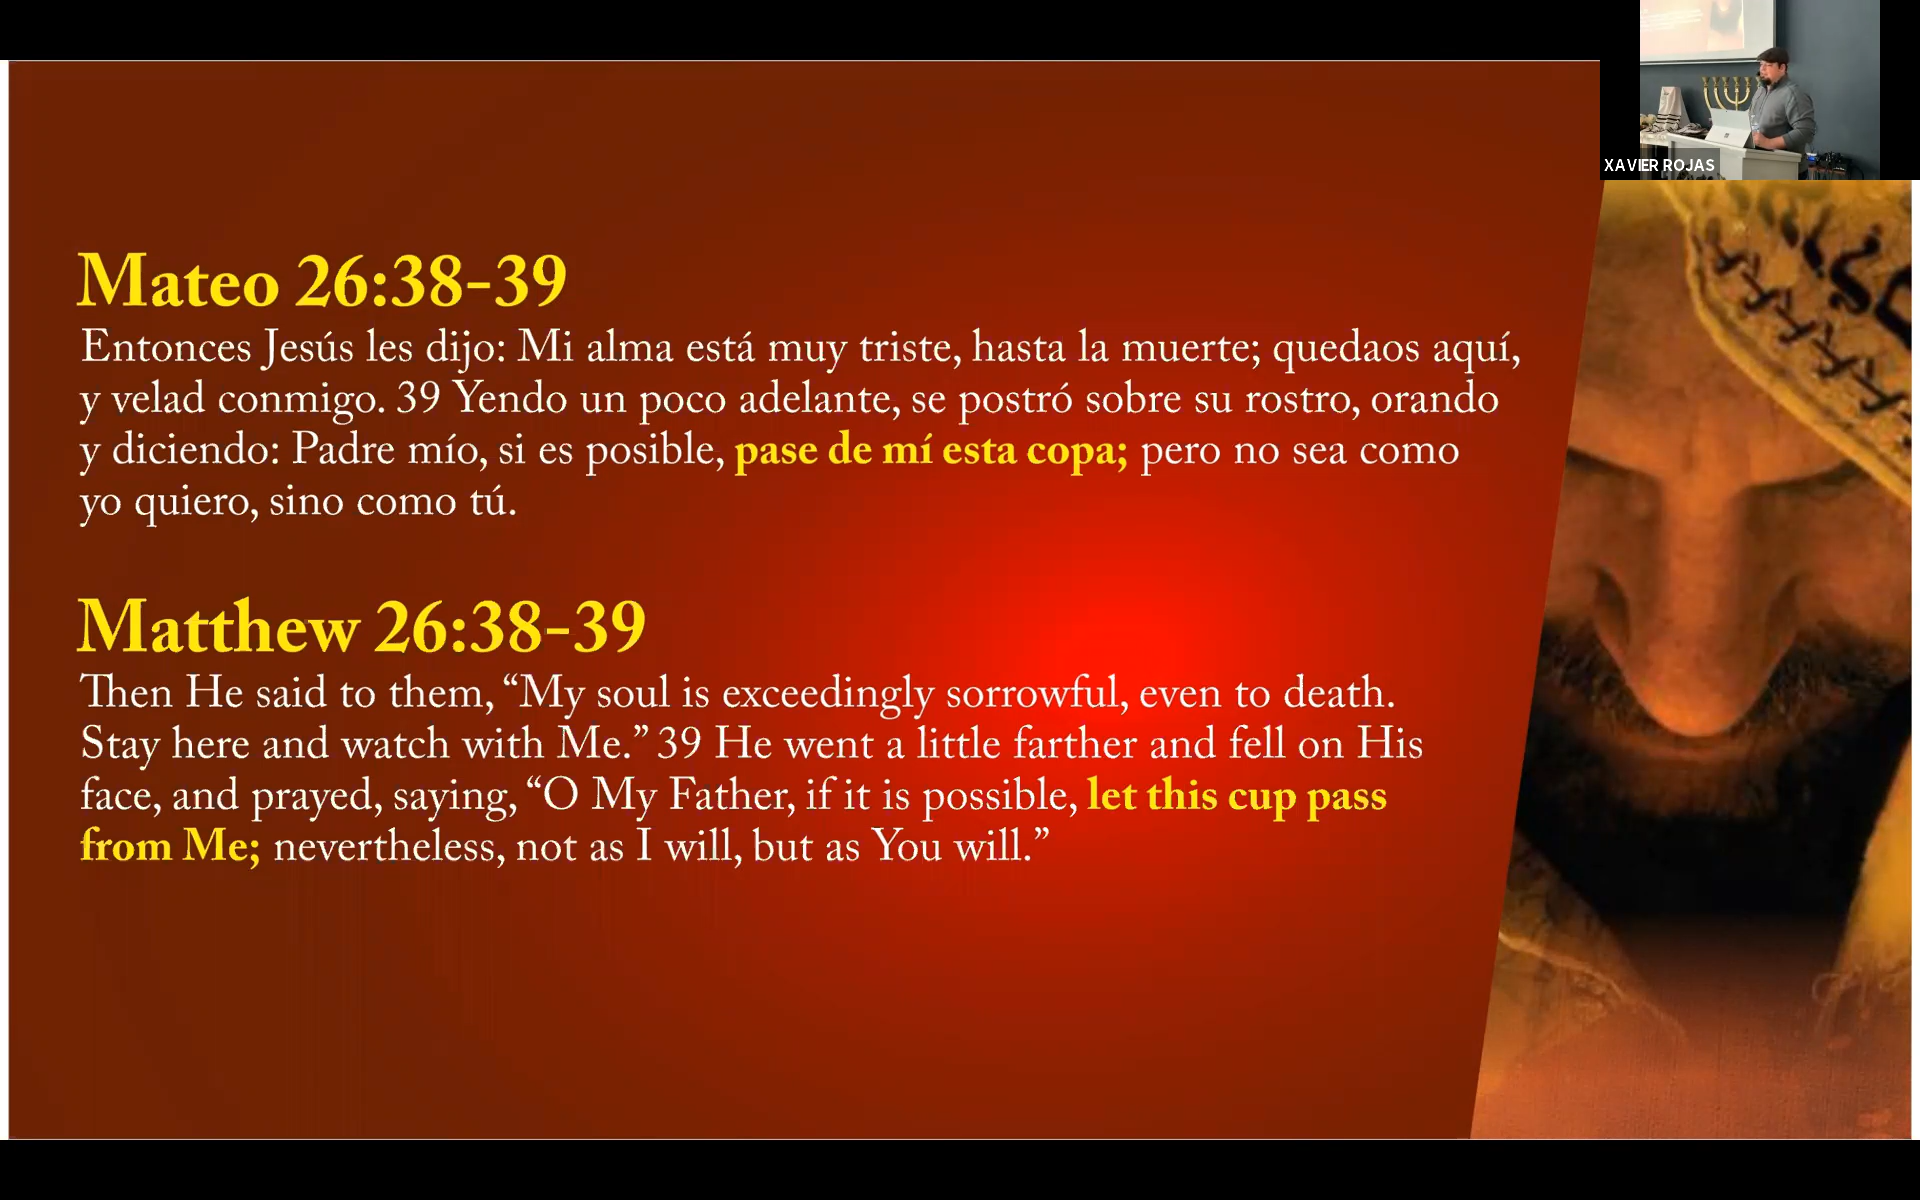 XAVIER ROJAS
Mateo 26:38-39
Entonces Jesús les dijo: Mi alma está muy triste, hasta la muerte; quedaos aquí,
y velad conmigo. 39 Yendo un poco adelante, se postró sobre su rostro, orando
y diciendo: Padre mío, si es posible, pase de mí esta copa; pero no sea como
yo quiero, sino como tú.
Matthew 26:38-39
Then He said to them, “My soul is exceedingly sorrowful, even to death.
Stay here and watch with Me.” 39 He went a little farther and fell on His
face, and prayed, saying, “O My Father, if it is possible, let this cup pass
from Me; nevertheless, not as I will, but as You will.”